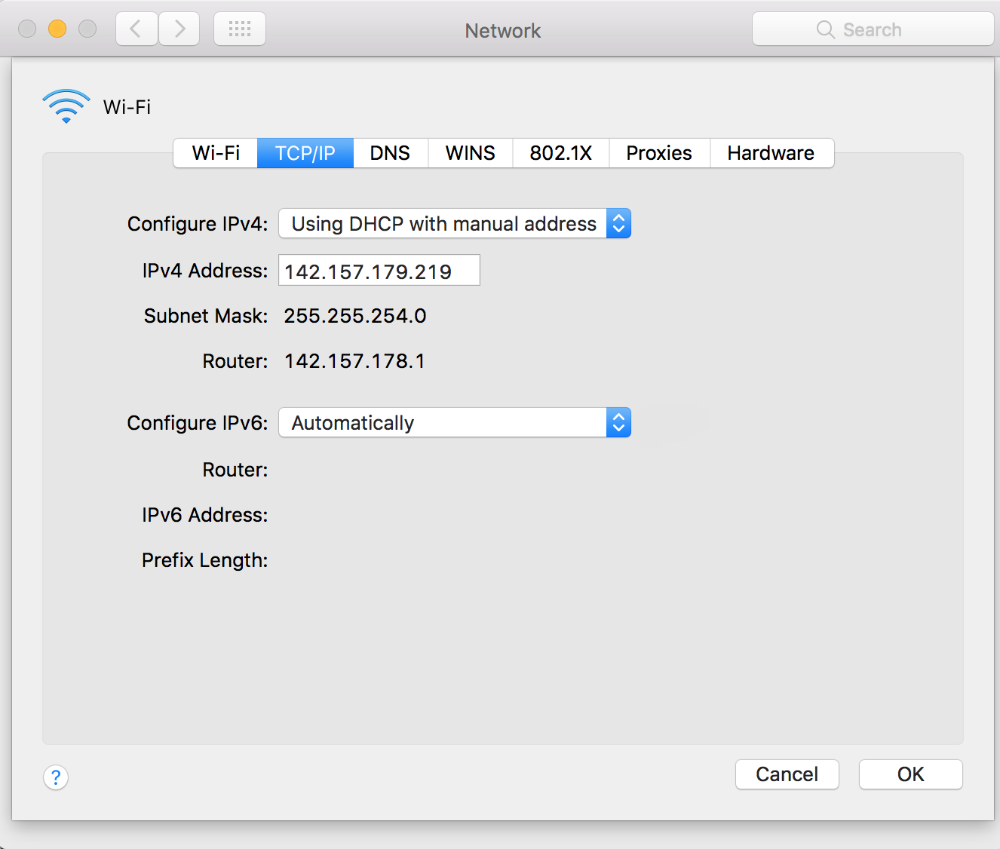 Network
Search
Wi-Fi
Wi-Fi TCP/IP DNS WINS 802.1X Proxies Hardware
Configure IPv4: Using DHCP with manual address
IPv4 Address: 142.157.179.219
Subnet Mask: 255.255.254.0
Router: 142.157.178.1
Configure IPv6: Automatically
Router:
IPv6 Address:
Prefix Length:
? Cancel OK